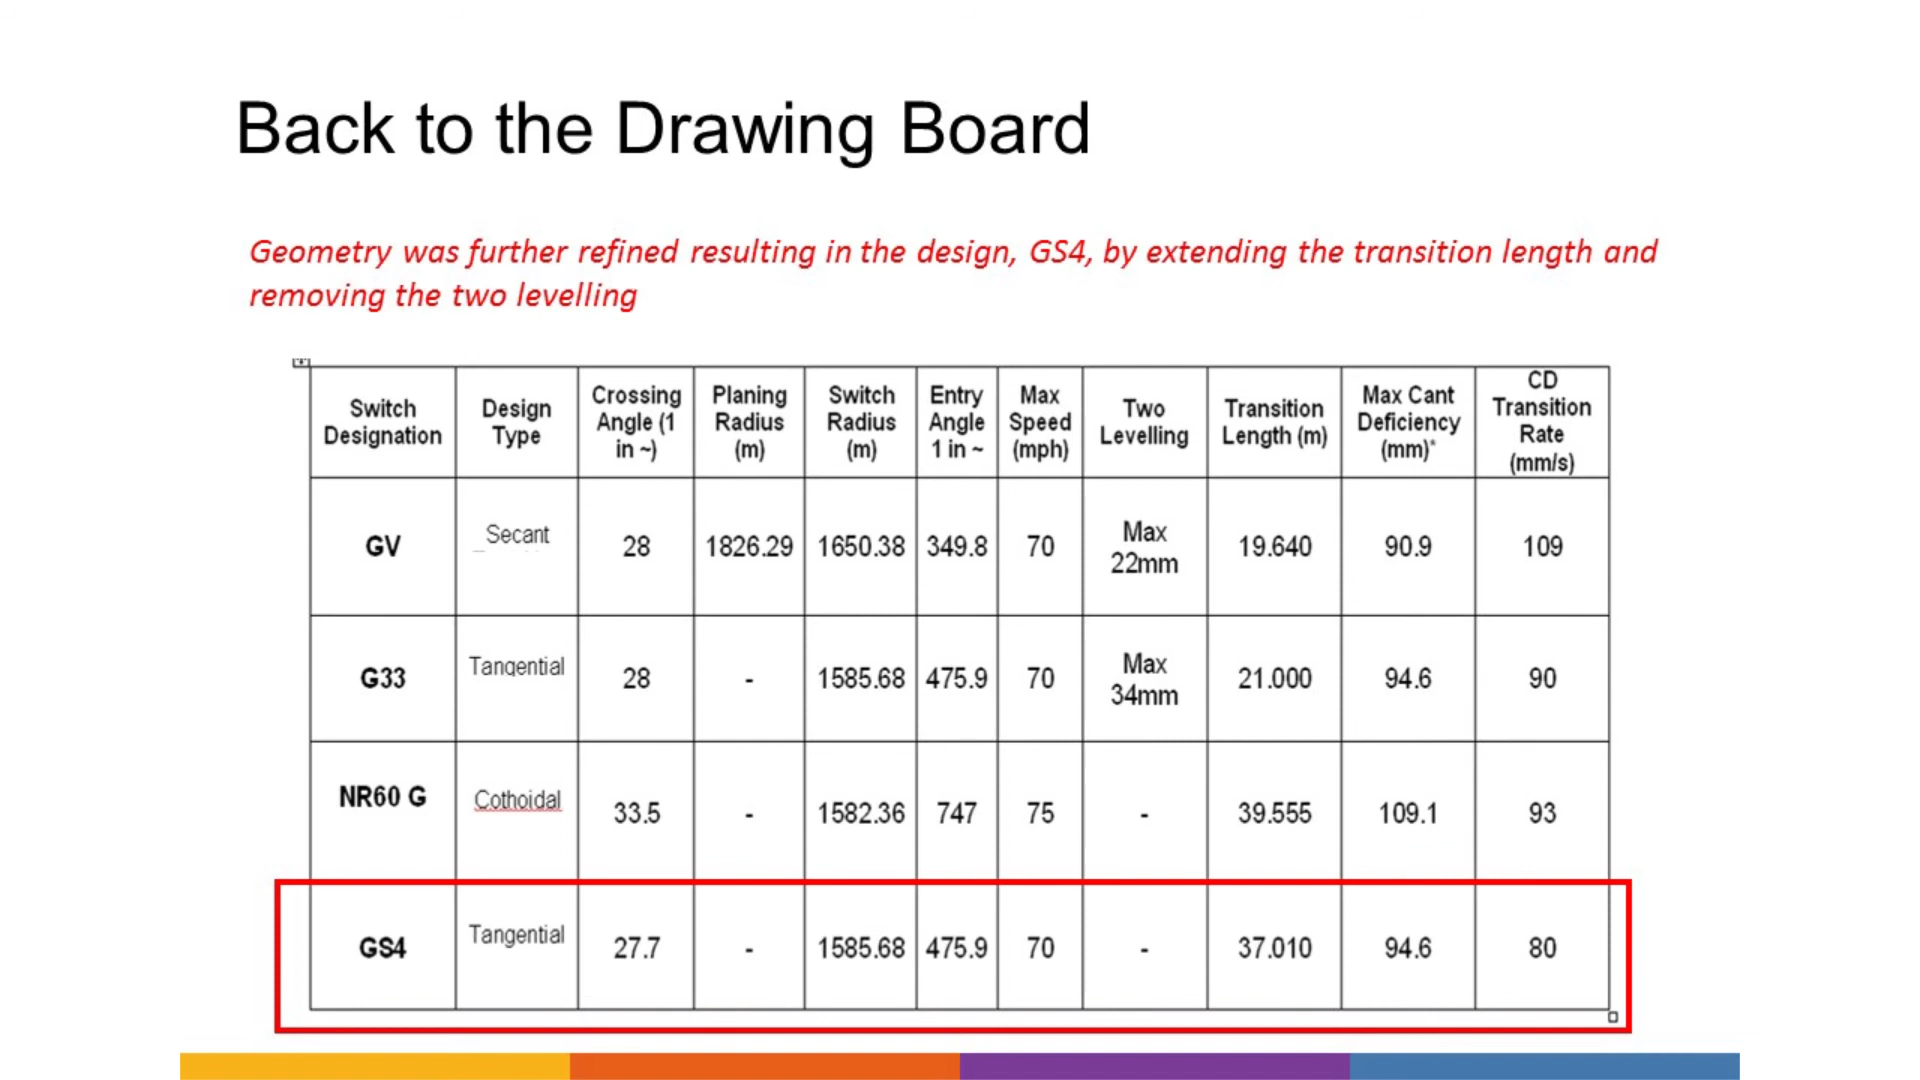 Back to the Drawing Board
Geometry was further refined resulting in the design, GS4, by extending the transition length and
removing the two levelling
Switch Designation | Design Type | Crossing Angle (1 in ~) | Planing Radius (m) | Switch Radius (m) | Entry Angle 1 in ~ | Max Speed (mph) | Two Levelling | Transition Length (m) | Max Cant Deficiency (mm)* | CD Transition Rate (mm/s)
GV | Secant | 28 | 1826.29 | 1650.38 | 349.8 | 70 | Max 22mm | 19.640 | 90.9 | 109
G33 | Tangential | 28 | - | 1585.68 | 475.9 | 70 | Max 34mm | 21.000 | 94.6 | 90
NR60 G | Cothoidal | 33.5 | - | 1582.36 | 747 | 75 | - | 39.555 | 109.1 | 93
GS4 | Tangential | 27.7 | - | 1585.68 | 475.9 | 70 | - | 37.010 | 94.6 | 80